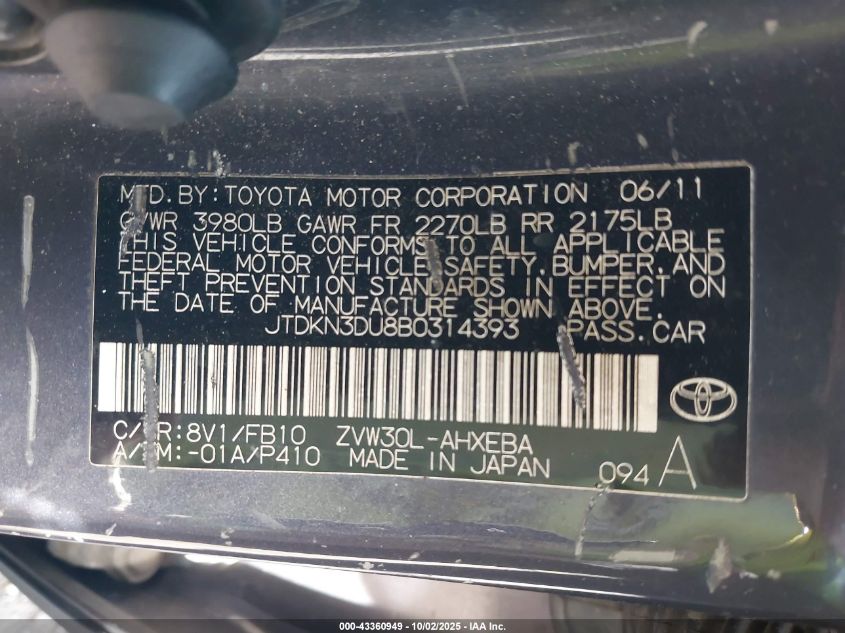 MFD.BY:TOYOTA MOTOR CORPORATION 06/11
GVWR 3980LB GAWR FR 2270LB RR 2175LB
THIS VEHICLE CONFORMS TO ALL APPLICABLE
FEDERAL MOTOR VEHICLE SAFETY, BUMPER, AND
THEFT PREVENTION STANDARDS IN EFFECT ON
THE DATE OF MANUFACTURE SHOWN ABOVE.
JTDKN3DU8B0314393 PASS.CAR
C/TR:8V1/FB10 ZVW30L-AHXEBA
A/TM:-01A/P410 MADE IN JAPAN 094 A
000-43360949 - 10/02/2025 - IAA Inc.